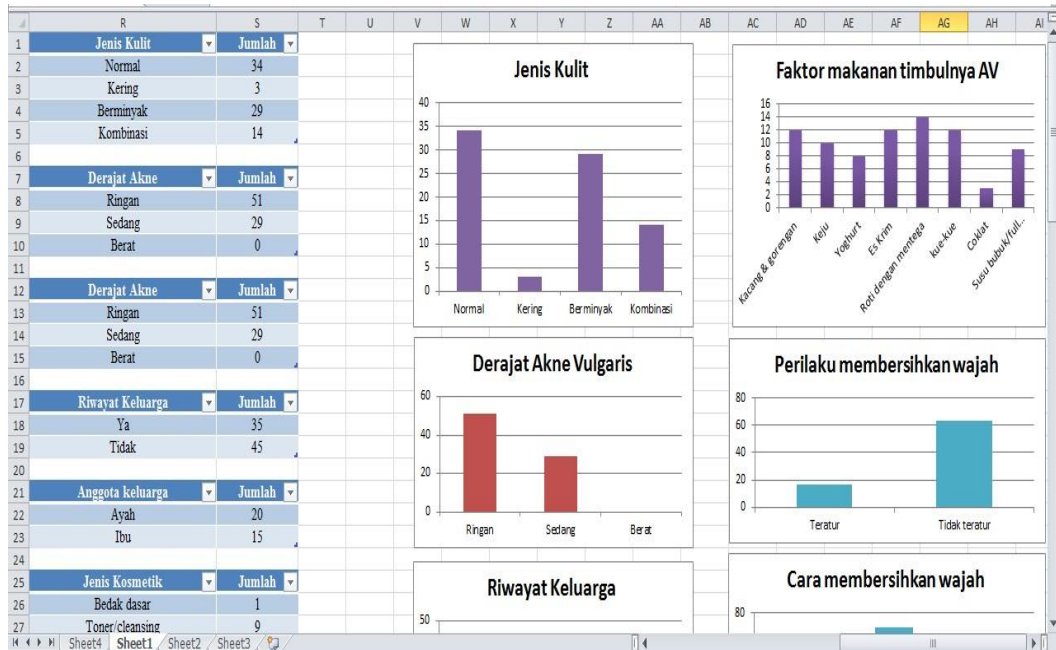 R S T U V W X Y Z AA AB AC AD AE AF AG AH AI
1 Jenis Kulit Jumlah
2 Normal 34
3 Kering 3
4 Berminyak 29
5 Kombinasi 14
6
7 Derajat Akne Jumlah
8 Ringan 51
9 Sedang 29
10 Berat 0
11
12 Derajat Akne Jumlah
13 Ringan 51
14 Sedang 29
15 Berat 0
16
17 Riwayat Keluarga Jumlah
18 Ya 35
19 Tidak 45
20
21 Anggota keluarga Jumlah
22 Ayah 20
23 Ibu 15
24
25 Jenis Kosmetik Jumlah
26 Bedak dasar 1
27 Toner/cleansing 9
Jenis Kulit
40
35
30
25
20
15
10
5
0
Normal Kering Berminyak Kombinasi
Faktor makanan timbulnya AV
16
14
12
10
8
6
4
2
0
Kacang & gorengan
Keju
Yoghurt
Es Krim
Roti dengan mentega
kue-kue
Coklat
Susu bubuk/full...
Derajat Akne Vulgaris
60
40
20
0
Ringan Sedang Berat
Perilaku membersihkan wajah
80
60
40
20
0
Teratur Tidak teratur
Riwayat Keluarga
50
Cara membersihkan wajah
80
Sheet4 Sheet1 Sheet2 Sheet3